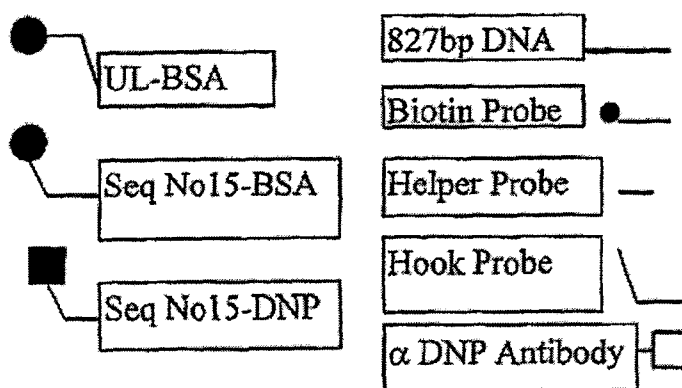 UL-BSA
Seq No15-BSA
Seq No15-DNP
827bp DNA
Biotin Probe
Helper Probe
Hook Probe
α DNP Antibody